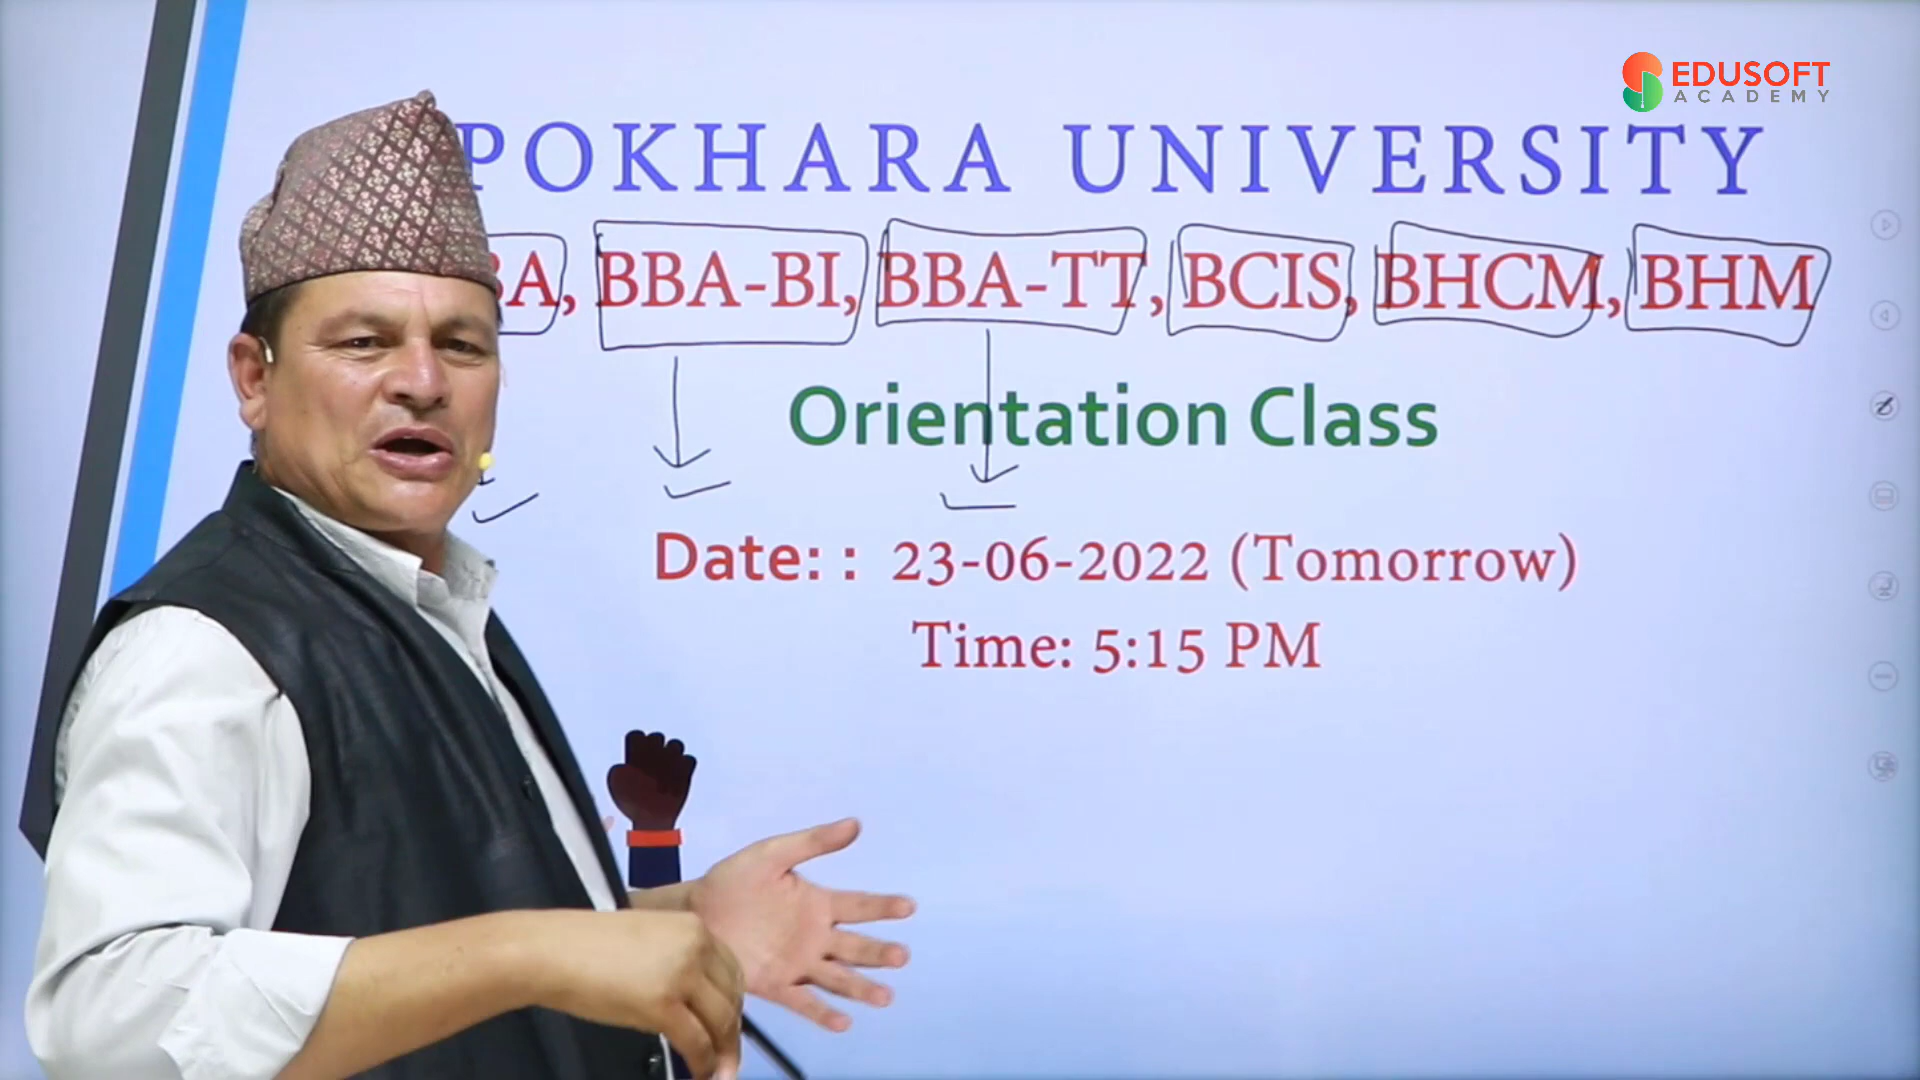 EDUSOFT
ACADEMY
POKHARA UNIVERSITY
BA, BBA-BI, BBA-TT, BCIS, BHCM, BHM
Orientation Class
Date: : 23-06-2022 (Tomorrow)
Time: 5:15 PM